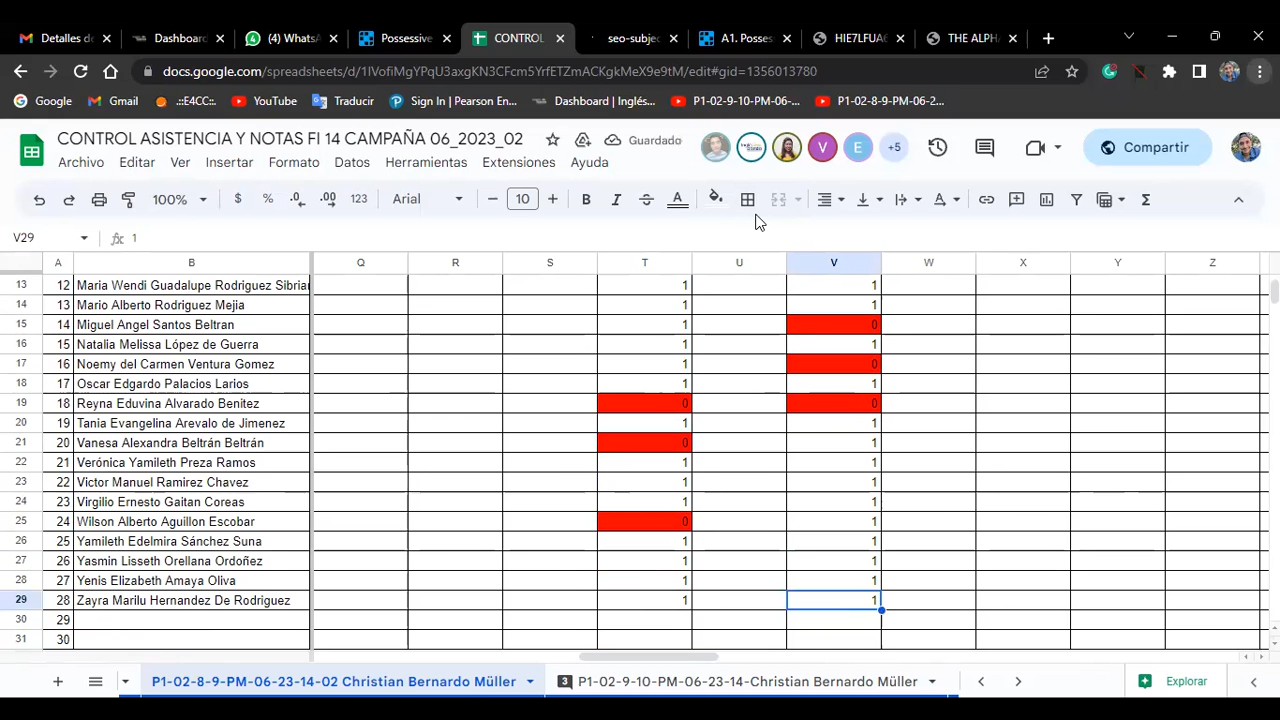 Detalles d
Dashboard
(4) WhatsA
Possessive
CONTROL
seo-subje
A1. Posses
HIE7LFUA
THE ALPHA
docs.google.com/spreadsheets/d/1IVofiMgYPqU3axgKN3CFcm5YrfETZmACKgkMeX9e9tM/edit#gid=1356013780
Google
Gmail
.::E4CC:.
YouTube
Traducir
Sign In | Pearson En...
Dashboard | Inglés...
P1-02-9-10-PM-06-...
P1-02-8-9-PM-06-2...
CONTROL ASISTENCIA Y NOTAS FI 14 CAMPAÑA 06_2023_02
Guardado
V
E
+5
Compartir
Archivo Editar Ver Insertar Formato Datos Herramientas Extensiones Ayuda
100% $ % .0 .00 123 Arial 10 B I A
V29 fx 1
A B Q R S T U V W X Y Z
13 12 Maria Wendi Guadalupe Rodriguez Sibrian 1 1
14 13 Mario Alberto Rodriguez Mejia 1 1
15 14 Miguel Angel Santos Beltran 1 0
16 15 Natalia Melissa López de Guerra 1 1
17 16 Noemy del Carmen Ventura Gomez 1 0
18 17 Oscar Edgardo Palacios Larios 1 1
19 18 Reyna Eduvina Alvarado Benitez 0 0
20 19 Tania Evangelina Arevalo de Jimenez 1 1
21 20 Vanesa Alexandra Beltrán Beltrán 0 1
22 21 Verónica Yamileth Preza Ramos 1 1
23 22 Victor Manuel Ramirez Chavez 1 1
24 23 Virgilio Ernesto Gaitan Coreas 1 1
25 24 Wilson Alberto Aguillon Escobar 0 1
26 25 Yamileth Edelmira Sánchez Suna 1 1
27 26 Yasmin Lisseth Orellana Ordoñez 1 1
28 27 Yenis Elizabeth Amaya Oliva 1 1
29 28 Zayra Marilu Hernandez De Rodriguez 1 1
30 29
31 30
P1-02-8-9-PM-06-23-14-02 Christian Bernardo Müller
3 P1-02-9-10-PM-06-23-14-Christian Bernardo Müller
Explorar